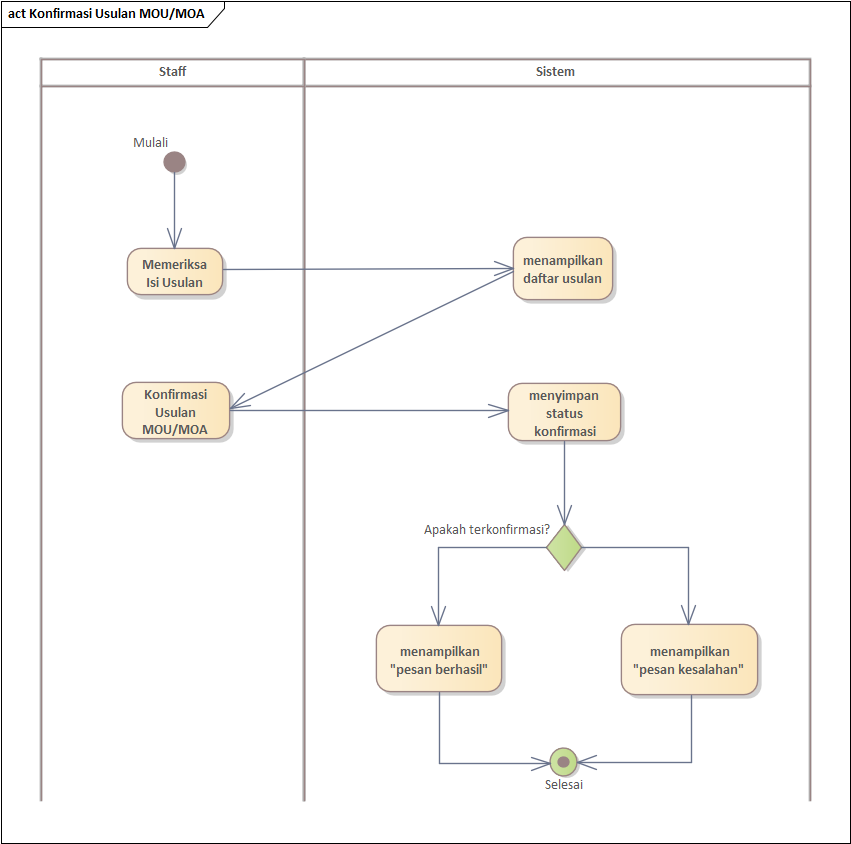 act Konfirmasi Usulan MOU/MOA
Staff
Sistem
Mulali
Memeriksa
Isi Usulan
menampilkan
daftar usulan
Konfirmasi
Usulan
MOU/MOA
menyimpan
status
konfirmasi
Apakah terkonfirmasi?
menampilkan
"pesan berhasil"
menampilkan
"pesan kesalahan"
Selesai